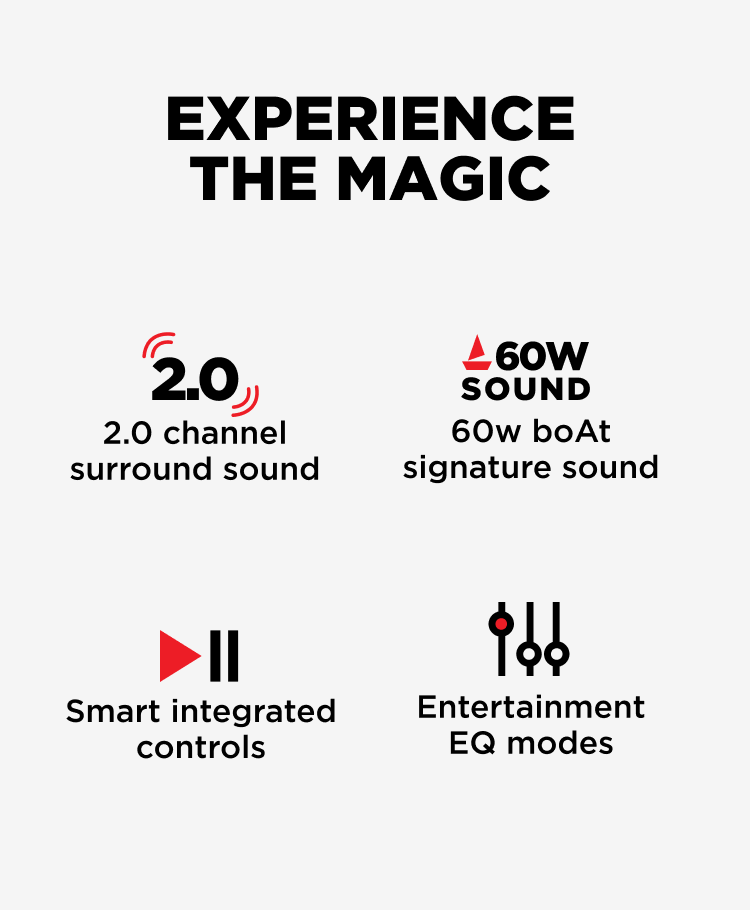 EXPERIENCE
THE MAGIC
2.0
2.0 channel
surround sound
60W
SOUND
60w boAt
signature sound
Smart integrated
controls
Entertainment
EQ modes